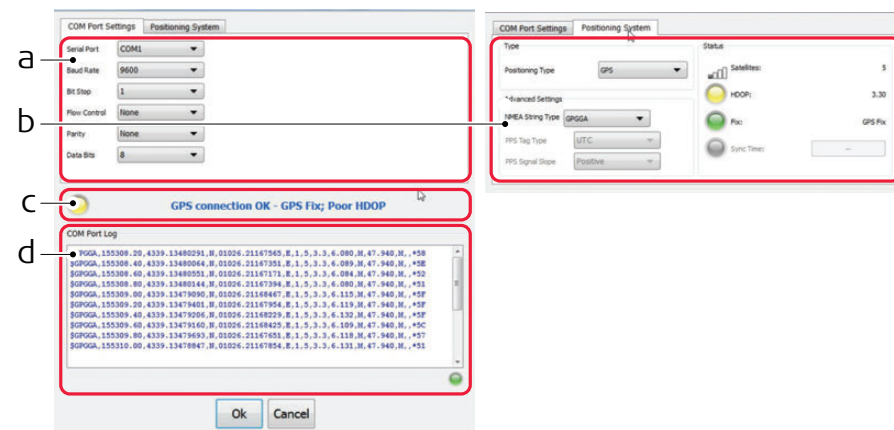 COM Port Settings Positioning System
a
Serial Port COM1
Baud Rate 9600
Bit Stop 1
Flow Control None
Parity None
Data Bits 8
b
c
GPS connection OK - GPS Fix; Poor HDOP
d
COM Port Log
PGGA,155308.20,4339.13480291,N,01026.21167565,E,1,5,3.3,6.080,M,47.940,M,,*58
$GPGGA,155308.40,4339.13480064,N,01026.21167351,E,1,5,3.3,6.089,M,47.940,M,,*5E
$GPGGA,155308.60,4339.13480551,N,01026.21167171,E,1,5,3.3,6.084,M,47.940,M,,*52
$GPGGA,155308.80,4339.13480144,N,01026.21167394,E,1,5,3.3,6.080,M,47.940,M,,*51
$GPGGA,155309.00,4339.13479090,N,01026.21168467,E,1,5,3.3,6.115,M,47.940,M,,*5F
$GPGGA,155309.20,4339.13479401,N,01026.21167954,E,1,5,3.3,6.119,M,47.940,M,,*5F
$GPGGA,155309.40,4339.13479206,N,01026.21168229,E,1,5,3.3,6.132,M,47.940,M,,*5F
$GPGGA,155309.60,4339.13479160,N,01026.21168425,E,1,5,3.3,6.109,M,47.940,M,,*5C
$GPGGA,155309.80,4339.13479693,N,01026.21167651,E,1,5,3.3,6.118,M,47.940,M,,*57
$GPGGA,155310.00,4339.13478847,N,01026.21167854,E,1,5,3.3,6.131,M,47.940,M,,*51
Ok Cancel
COM Port Settings Positioning System
Type
Positioning Type GPS
Advanced Settings
NMEA String Type GPGGA
PPS Tag Type UTC
PPS Signal Slope Positive
Status
Satellites: 5
HDOP: 3.30
Fix: GPS Fix
Sync Time: --